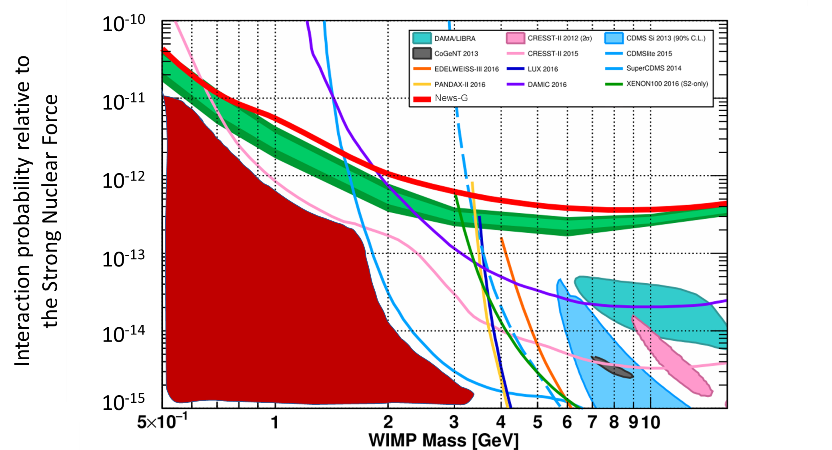 Interaction probability relative to
the Strong Nuclear Force
10-10
10-11
10-12
10-13
10-14
10-15
DAMA/LIBRA
CRESST-II 2012 (2σ)
CDMS Si 2013 (90% C.L.)
CoGeNT 2013
CRESST-II 2015
CDMSlite 2015
EDELWEISS-III 2016
LUX 2016
SuperCDMS 2014
PANDAX-II 2016
DAMIC 2016
XENON100 2016 (S2-only)
News-G
5×10−1 1 2 3 4 5 6 7 8 9 10
WIMP Mass [GeV]